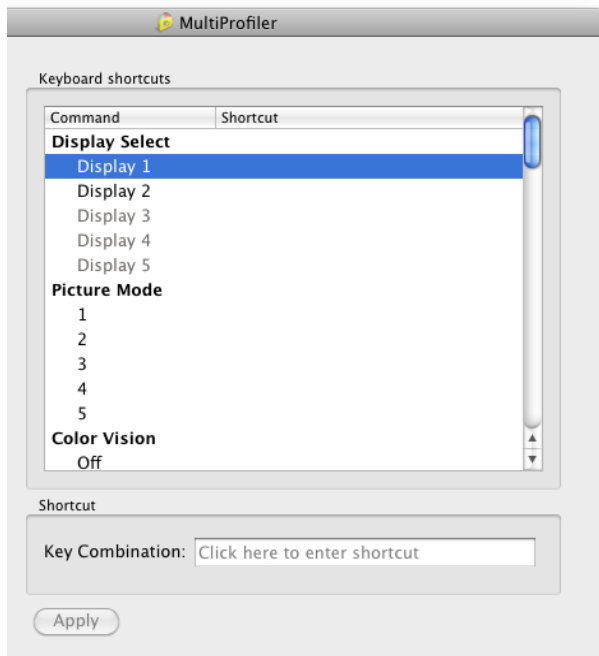 MultiProfiler
Keyboard shortcuts
Command Shortcut
Display Select
Display 1
Display 2
Display 3
Display 4
Display 5
Picture Mode
1
2
3
4
5
Color Vision
Off
Shortcut
Key Combination: Click here to enter shortcut
Apply